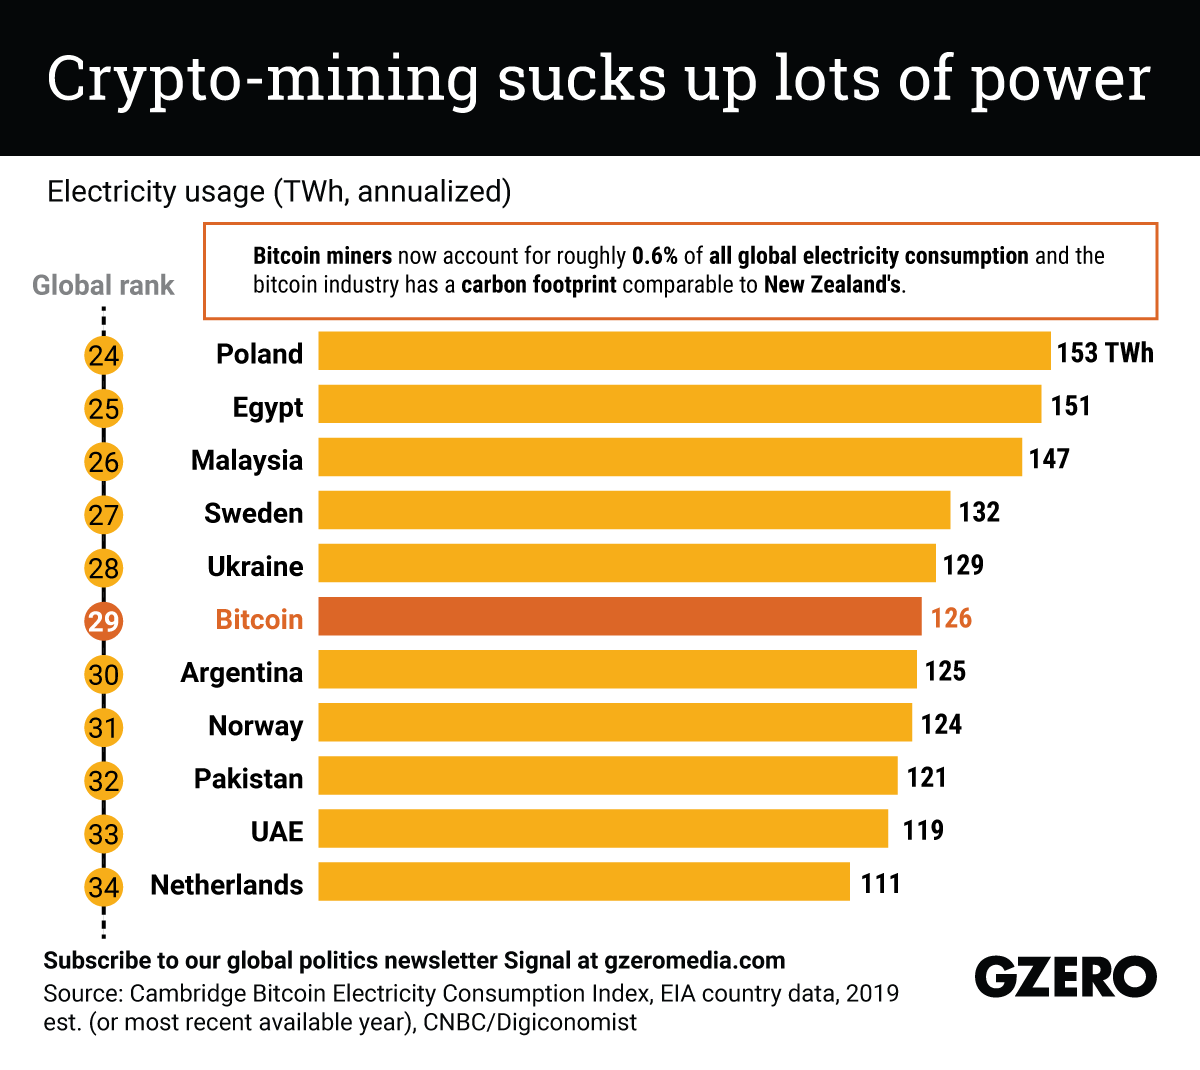 Crypto-mining sucks up lots of power
Electricity usage (TWh, annualized)
Bitcoin miners now account for roughly 0.6% of all global electricity consumption and the
bitcoin industry has a carbon footprint comparable to New Zealand's.
Global rank
24 Poland 153 TWh
25 Egypt 151
26 Malaysia 147
27 Sweden 132
28 Ukraine 129
29 Bitcoin 126
30 Argentina 125
31 Norway 124
32 Pakistan 121
33 UAE 119
34 Netherlands 111
Subscribe to our global politics newsletter Signal at gzeromedia.com
Source: Cambridge Bitcoin Electricity Consumption Index, EIA country data, 2019
est. (or most recent available year), CNBC/Digiconomist
GZERO